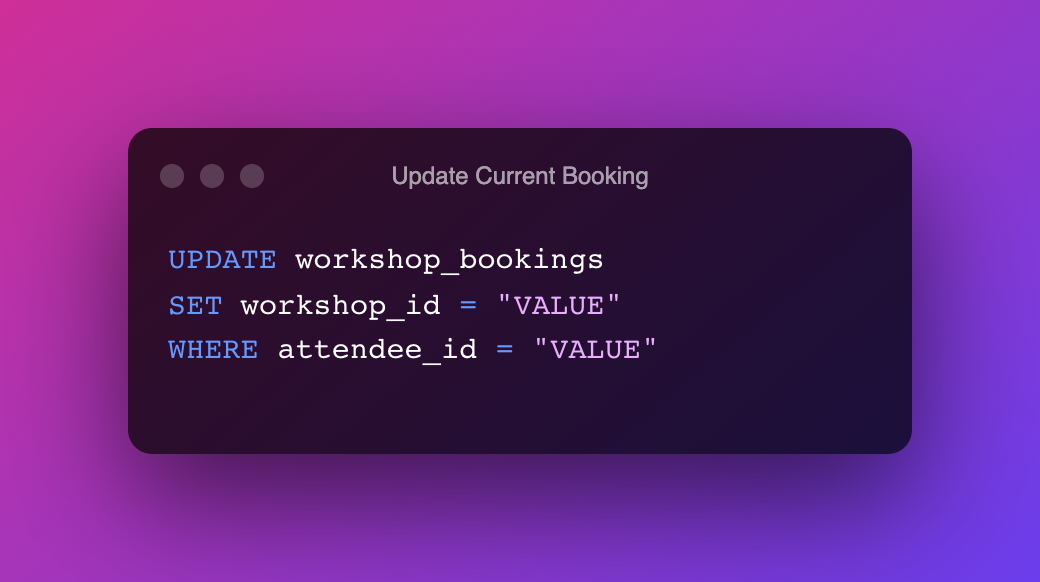 Update Current Booking
UPDATE workshop_bookings
SET workshop_id = "VALUE"
WHERE attendee_id = "VALUE"